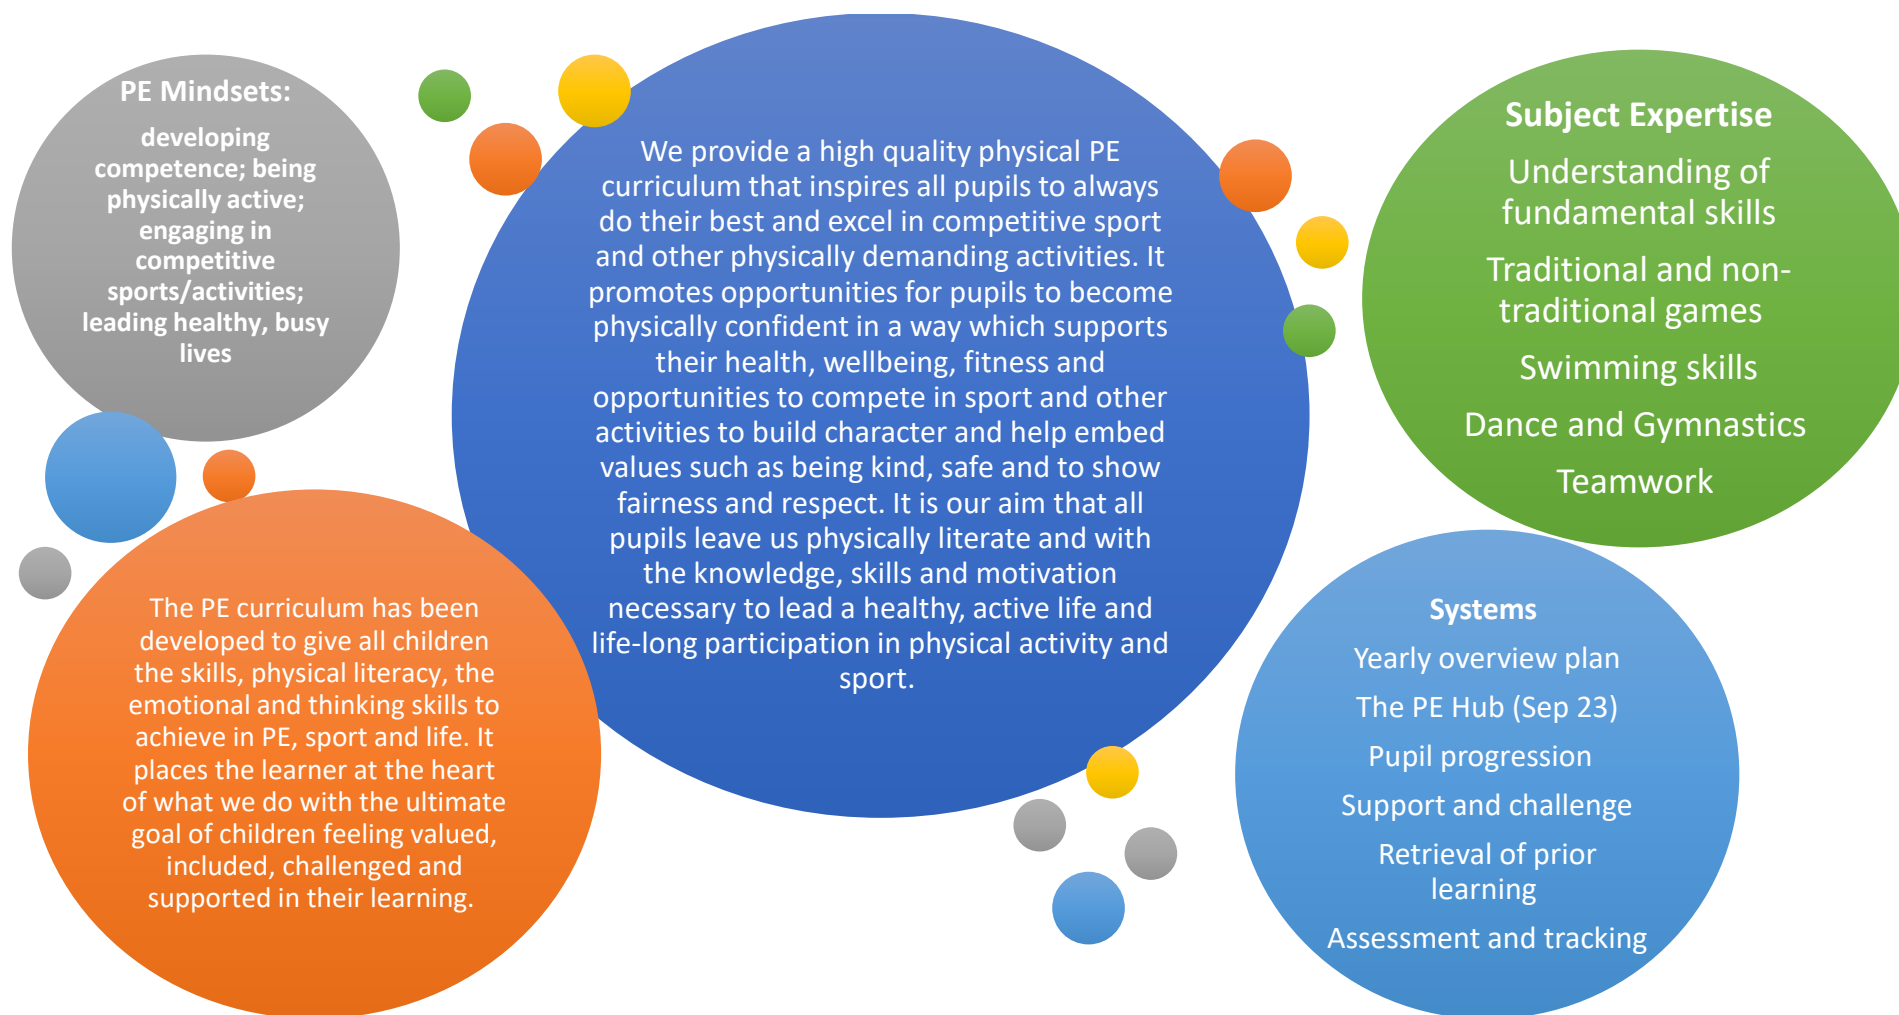 PE Mindsets:
developing
competence; being
physically active;
engaging in
competitive
sports/activities;
leading healthy, busy
lives
We provide a high quality physical PE
curriculum that inspires all pupils to always
do their best and excel in competitive sport
and other physically demanding activities. It
promotes opportunities for pupils to become
physically confident in a way which supports
their health, wellbeing, fitness and
opportunities to compete in sport and other
activities to build character and help embed
values such as being kind, safe and to show
fairness and respect. It is our aim that all
pupils leave us physically literate and with
the knowledge, skills and motivation
necessary to lead a healthy, active life and
life-long participation in physical activity and
sport.
Subject Expertise
Understanding of
fundamental skills
Traditional and non-
traditional games
Swimming skills
Dance and Gymnastics
Teamwork
The PE curriculum has been
developed to give all children
the skills, physical literacy, the
emotional and thinking skills to
achieve in PE, sport and life. It
places the learner at the heart
of what we do with the ultimate
goal of children feeling valued,
included, challenged and
supported in their learning.
Systems
Yearly overview plan
The PE Hub (Sep 23)
Pupil progression
Support and challenge
Retrieval of prior
learning
Assessment and tracking